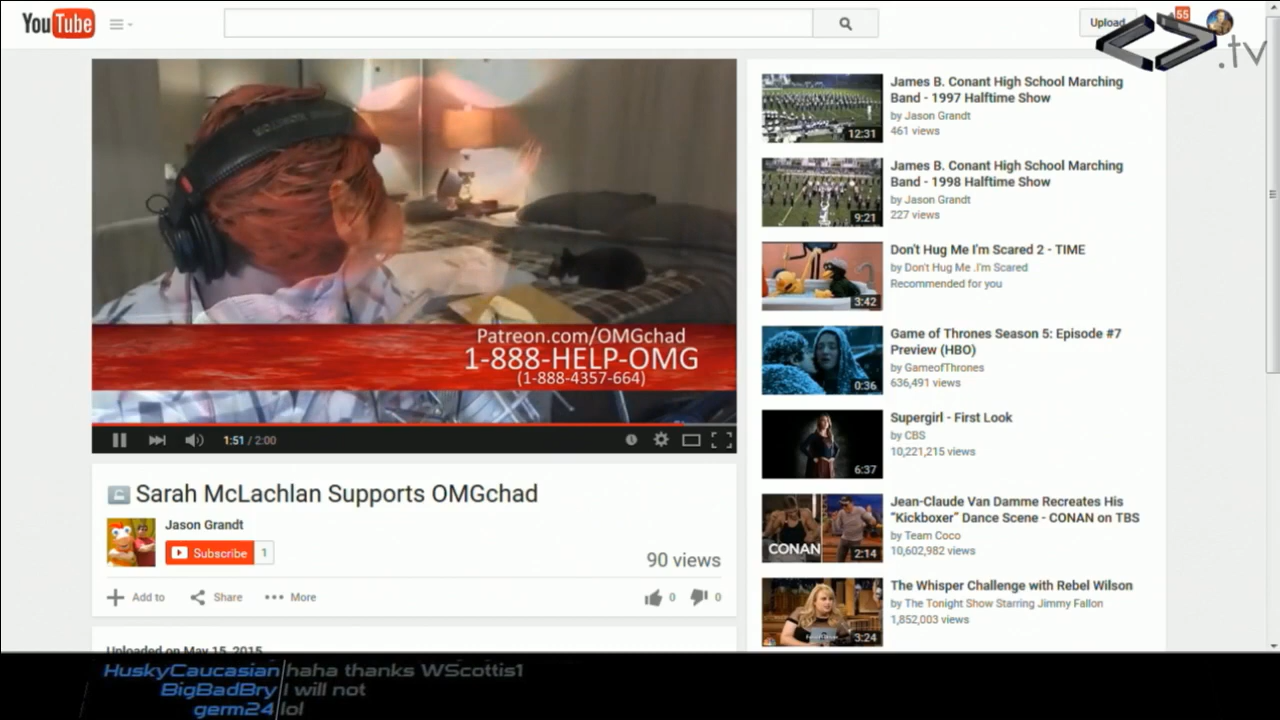 YouTube
Upload
55
.tv
Patreon.com/OMGchad
1-888-HELP-OMG
(1-888-4357-664)
1:51 / 2:00
Sarah McLachlan Supports OMGchad
Jason Grandt
Subscribe 1
90 views
Add to Share More 0 0
Uploaded on May 15, 2015
12:31
James B. Conant High School Marching
Band - 1997 Halftime Show
by Jason Grandt
461 views
9:21
James B. Conant High School Marching
Band - 1998 Halftime Show
by Jason Grandt
227 views
3:42
Don't Hug Me I'm Scared 2 - TIME
by Don't Hug Me .I'm Scared
Recommended for you
0:36
Game of Thrones Season 5: Episode #7
Preview (HBO)
by GameofThrones
636,491 views
6:37
Supergirl - First Look
by CBS
10,221,215 views
CONAN
2:14
Jean-Claude Van Damme Recreates His
"Kickboxer" Dance Scene - CONAN on TBS
by Team Coco
10,602,982 views
3:24
The Whisper Challenge with Rebel Wilson
by The Tonight Show Starring Jimmy Fallon
1,852,003 views
HuskyCaucasian haha thanks WScottis1
BigBadBry I will not
germ24 lol